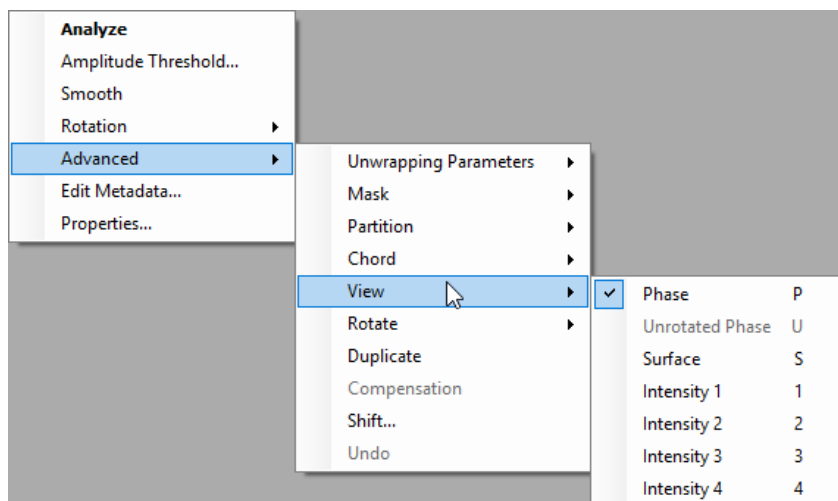 Analyze
Amplitude Threshold...
Smooth
Rotation
Advanced
Edit Metadata...
Properties...
Unwrapping Parameters
Mask
Partition
Chord
View
Rotate
Duplicate
Compensation
Shift...
Undo
Phase P
Unrotated Phase U
Surface S
Intensity 1 1
Intensity 2 2
Intensity 3 3
Intensity 4 4